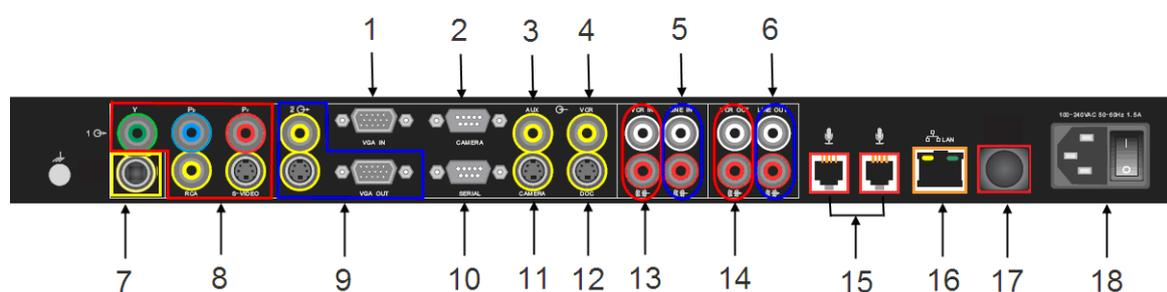 1 2 3 4 5 6
Y PB PR 2 AUX VCR VCR IN LINE IN VCR OUT LINE OUT
100-240VAC 50-60Hz 1.5A
1
VGA IN CAMERA
LAN
RCA S-VIDEO VGA OUT SERIAL CAMERA DOC
7 8 9 10 11 12 13 14 15 16 17 18